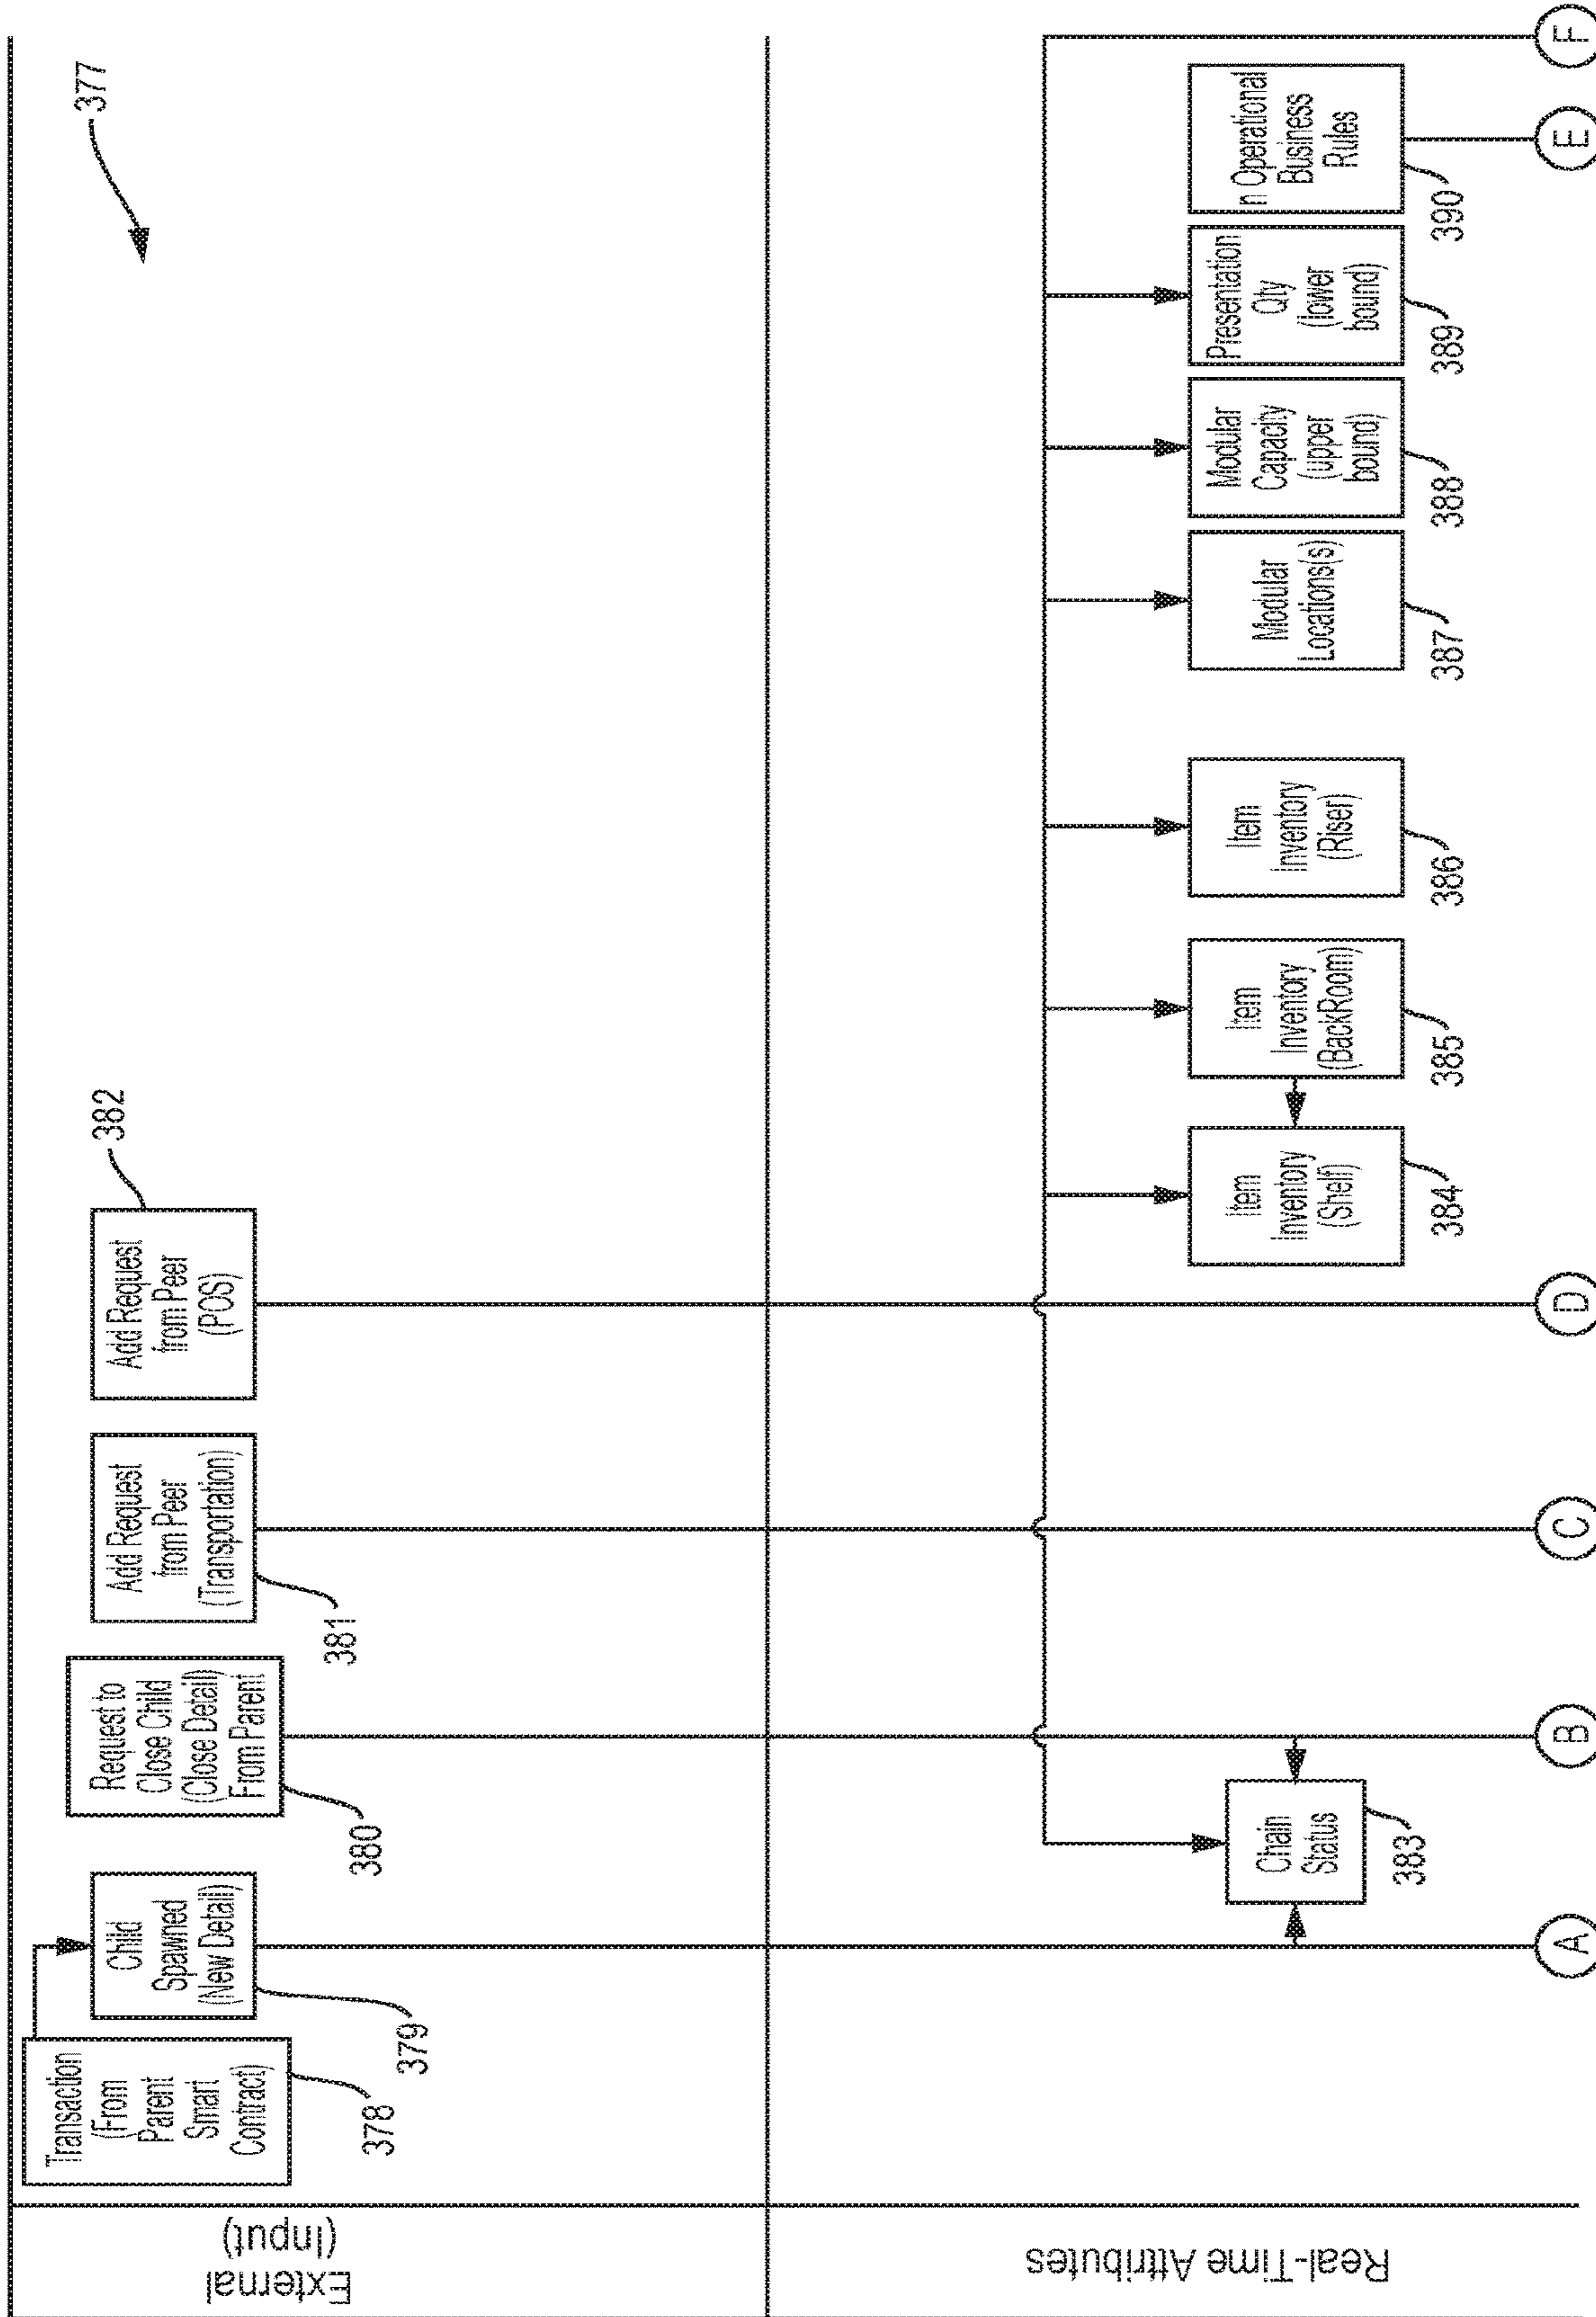 377
External
(Input)
Transaction
(From
Parent
Smart
Contract)
378
Child
Spawned
(New Detail)
379
Request to
Close Child
(Close Detail)
From Parent
380
Add Request
from Peer
(Transportation)
381
Add Request
from Peer
(POS)
382
Real-Time Attributes
Chain
Status
383
Item
Inventory
(Shelf)
384
Item
Inventory
(BackRoom)
385
Item
Inventory
(Riser)
386
Modular
Locations(s)
387
Modular
Capacity
(upper
bound)
388
Presentation
Qty
(lower
bound)
389
n Operational
Business
Rules
390
A
B
C
D
E
F